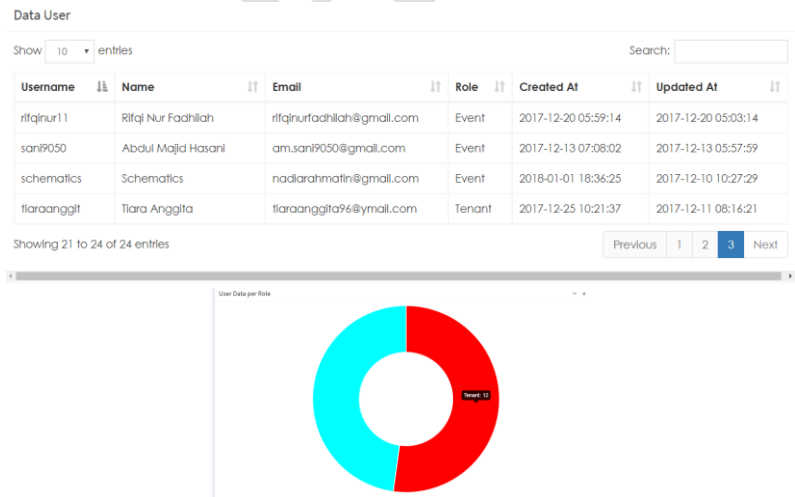 Data User
Show 10 entries Search:
Username Name Email Role Created At Updated At
rifqinur11 Rifqi Nur Fadhilah rifqinurfadhilah@gmail.com Event 2017-12-20 05:59:14 2017-12-20 05:03:14
sani9050 Abdul Majid Hasani am.sani9050@gmail.com Event 2017-12-13 07:08:02 2017-12-13 05:57:59
schematics Schematics nadiarahmatin@gmail.com Event 2018-01-01 18:36:25 2017-12-10 10:27:29
tiaraanggit Tiara Anggita tiaraanggita96@ymail.com Tenant 2017-12-25 10:21:37 2017-12-11 08:16:21
Showing 21 to 24 of 24 entries Previous 1 2 3 Next
User Data per Role
Tenant: 12